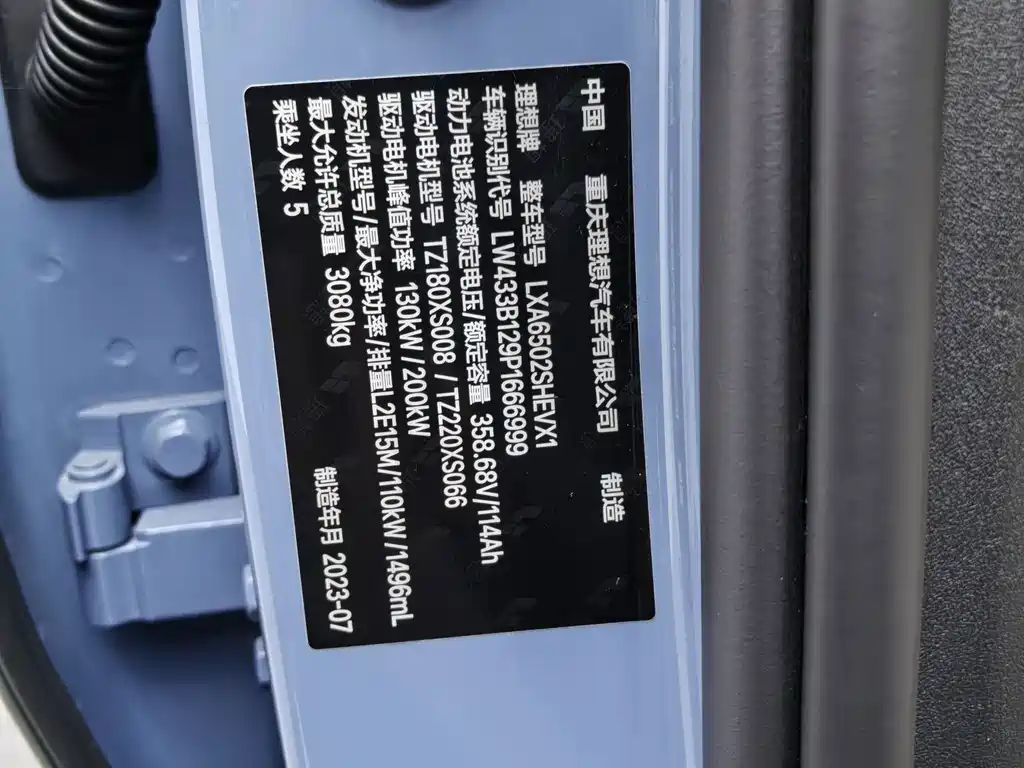 中国 重庆理想汽车有限公司 制造
理想牌 整车型号 LXA6502SHEVX1
车辆识别代号 LW433B129P1666999
动力电池系统额定电压/额定容量 358.68V/114Ah
驱动电机型号 TZ180XS008 /TZ220XS066
驱动电机峰值功率 130kW/200kW
发动机型号/最大净功率/排量L2E15M/110kW/1496mL
最大允许总质量 3080kg
乘坐人数 5 制造年月 2023-07